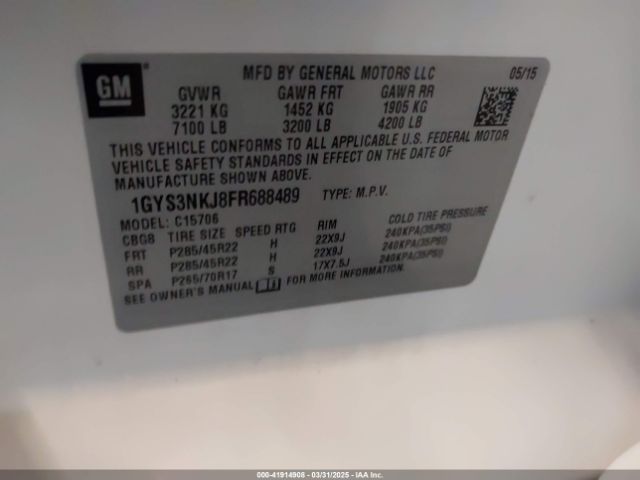 GM
MFD BY GENERAL MOTORS LLC 05/15
GVWR GAWR FRT GAWR RR
3221 KG 1452 KG 1905 KG
7100 LB 3200 LB 4200 LB
THIS VEHICLE CONFORMS TO ALL APPLICABLE U.S. FEDERAL MOTOR
VEHICLE SAFETY STANDARDS IN EFFECT ON THE DATE OF
MANUFACTURE SHOWN ABOVE.
1GYS3NKJ8FR688489 TYPE: M.P.V.
MODEL: C15706
CBG8 TIRE SIZE SPEED RTG RIM COLD TIRE PRESSURE
FRT P285/45R22 H 22X9J 240KPA(35PSI)
RR P285/45R22 H 22X9J 240KPA(35PSI)
SPA P265/70R17 S 17X7.5J 240KPA(35PSI)
SEE OWNER'S MANUAL FOR MORE INFORMATION.
000-41914908 - 03/31/2025 - IAAI.com/ca/en